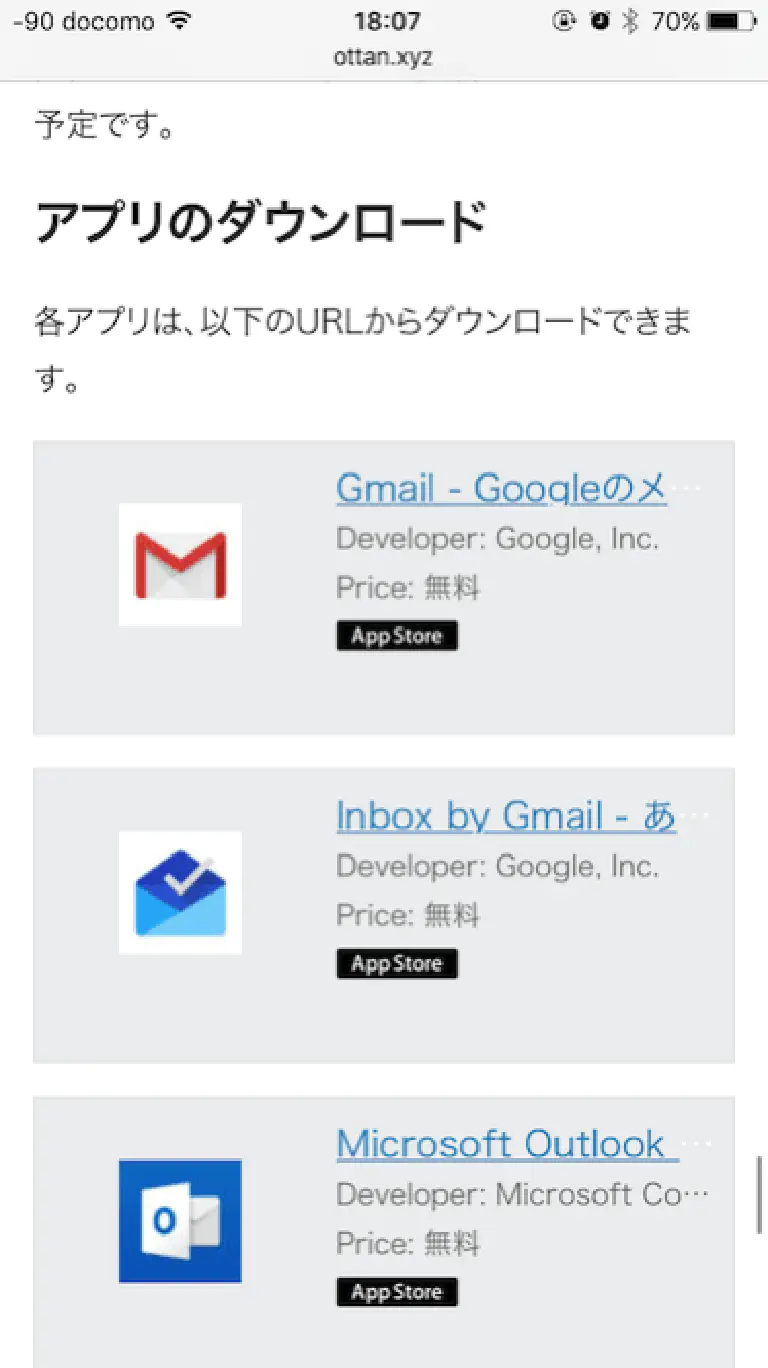 -90 docomo 18:07 70%
ottan.xyz
予定です。
アプリのダウンロード
各アプリは、以下のURLからダウンロードできま
す。
Gmail - Googleのメ…
Developer: Google, Inc.
Price: 無料
App Store
Inbox by Gmail - あ…
Developer: Google, Inc.
Price: 無料
App Store
Microsoft Outlook …
Developer: Microsoft Co…
Price: 無料
App Store